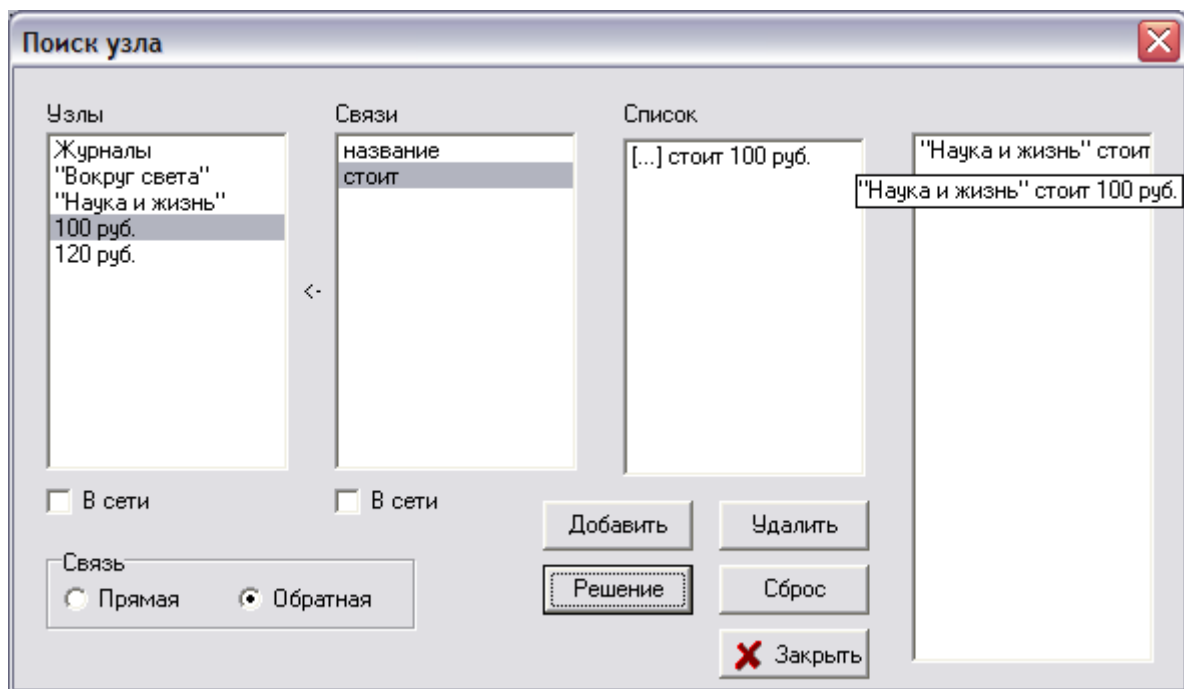 Поиск узла
Узлы
Связи
Список
Журналы
"Вокруг света"
"Наука и жизнь"
100 руб.
120 руб.
<-
название
стоит
[...] стоит 100 руб.
"Наука и жизнь" стоит
"Наука и жизнь" стоит 100 руб.
В сети
В сети
Добавить
Удалить
Связь
Прямая
Обратная
Решение
Сброс
Закрыть